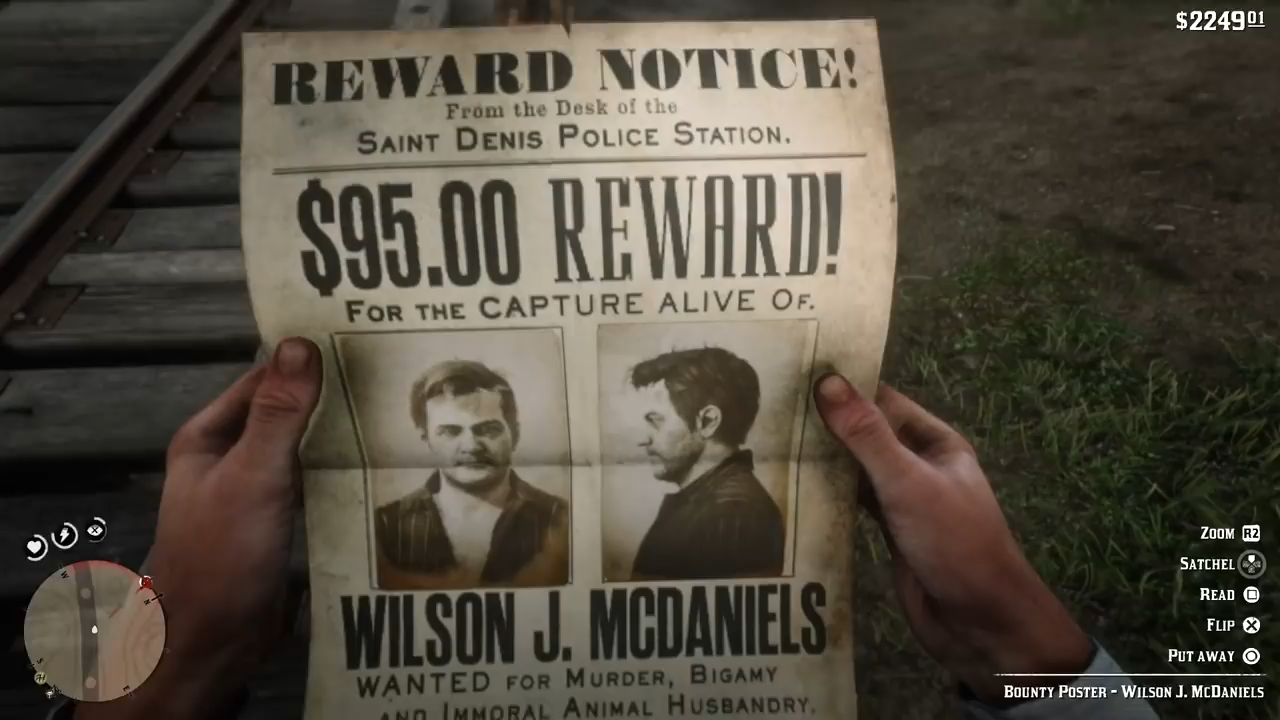 $2249.01
REWARD NOTICE!
From the Desk of the
SAINT DENIS POLICE STATION.
$95.00 REWARD!
FOR THE CAPTURE ALIVE OF.
WILSON J. MCDANIELS
WANTED FOR MURDER, BIGAMY
AND IMMORAL ANIMAL HUSBANDRY.
ZOOM R2
SATCHEL
READ
FLIP
PUT AWAY
BOUNTY POSTER - WILSON J. MCDANIELS